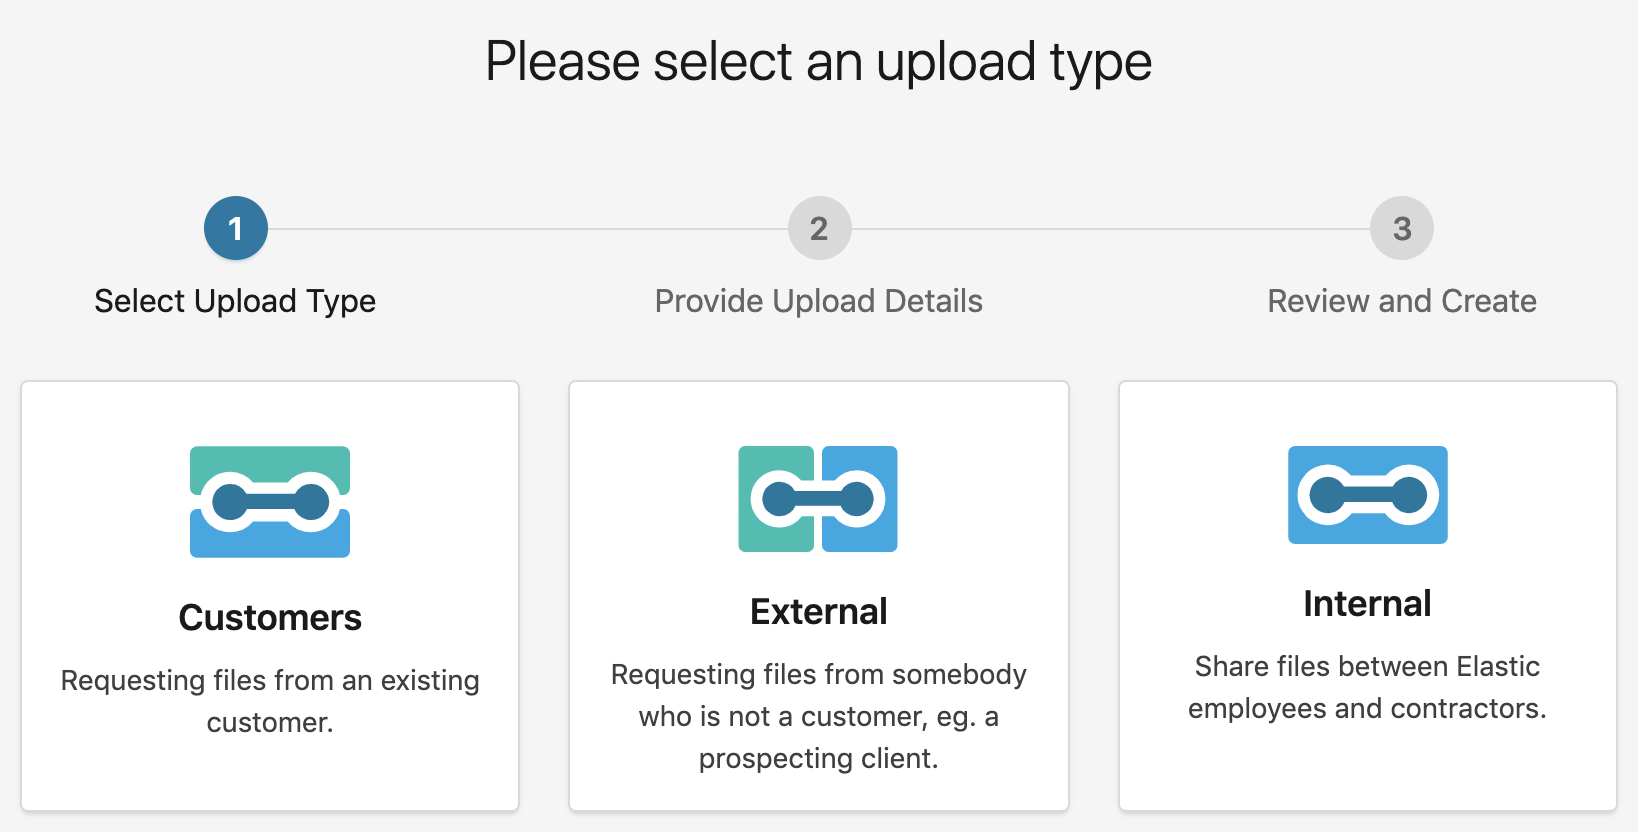 Please select an upload type
1
2
3
Select Upload Type
Provide Upload Details
Review and Create
Customers
Requesting files from an existing
customer.
External
Requesting files from somebody
who is not a customer, eg. a
prospecting client.
Internal
Share files between Elastic
employees and contractors.